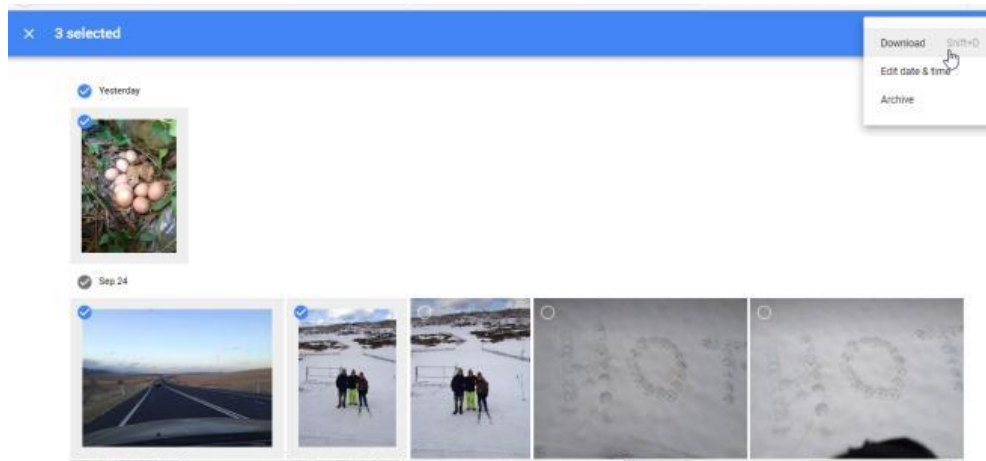 3 selected
Download Shift+D
Edit date & time
Archive
Yesterday
Sep 24